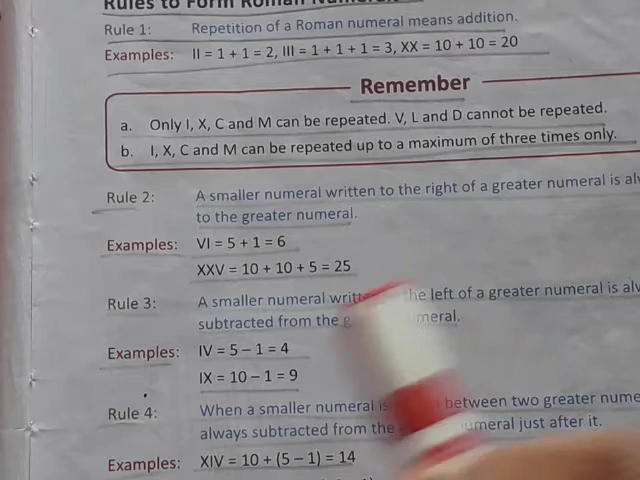 Rules to Form Roman Numerals
Rule 1: Repetition of a Roman numeral means addition.
Examples: II = 1 + 1 = 2, III = 1 + 1 + 1 = 3, XX = 10 + 10 = 20
Remember
a. Only I, X, C and M can be repeated. V, L and D cannot be repeated.
b. I, X, C and M can be repeated up to a maximum of three times only.
Rule 2: A smaller numeral written to the right of a greater numeral is
to the greater numeral.
Examples: VI = 5 + 1 = 6
XXV = 10 + 10 + 5 = 25
Rule 3: A smaller numeral the left of a greater numeral is
subtracted from the
Examples: IV = 5 – 1 = 4
IX = 10 – 1 = 9
Rule 4: When a smaller numeral is between two greater
always subtracted from the just after it.
Examples: XIV = 10 + (5 – 1) = 14